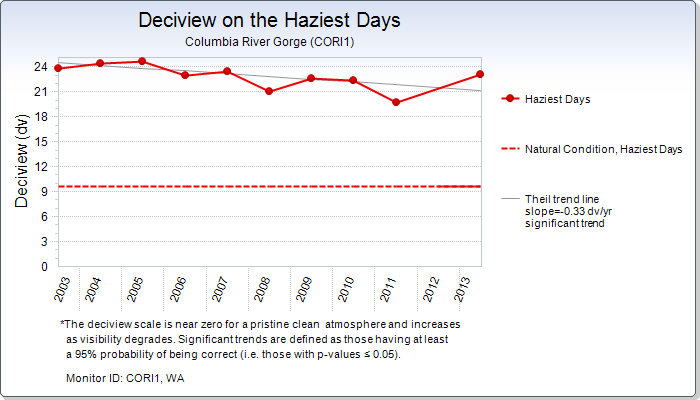 Deciview on the Haziest Days
Columbia River Gorge (CORI1)
Deciview (dv)
24
21
18
15
12
9
6
3
0
2003 2004 2005 2006 2007 2008 2009 2010 2011 2012 2013
Haziest Days
Natural Condition, Haziest Days
Theil trend line
slope=-0.33 dv/yr
significant trend
*The deciview scale is near zero for a pristine clean atmosphere and increases
as visibility degrades. Significant trends are defined as those having at least
a 95% probability of being correct (i.e. those with p-values ≤ 0.05).
Monitor ID: CORI1, WA